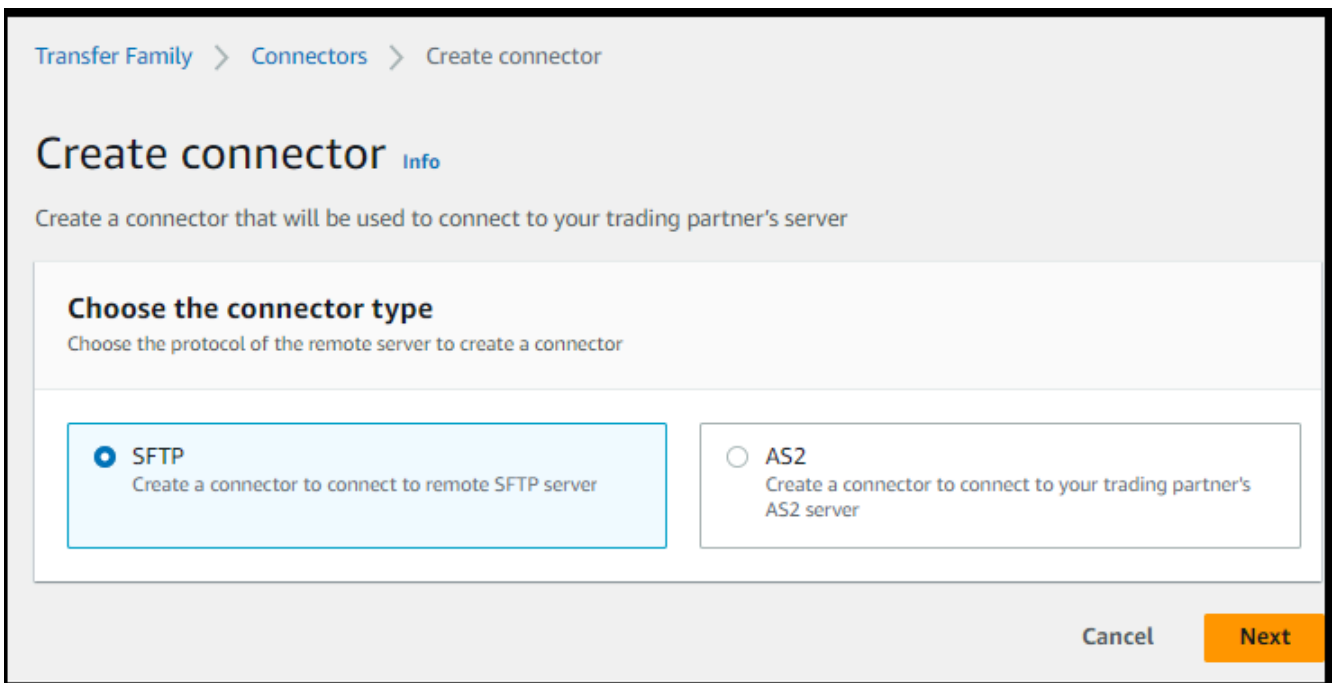 Transfer Family > Connectors > Create connector
Create connector Info
Create a connector that will be used to connect to your trading partner's server
Choose the connector type
Choose the protocol of the remote server to create a connector
SFTP
Create a connector to connect to remote SFTP server
AS2
Create a connector to connect to your trading partner's
AS2 server
Cancel Next